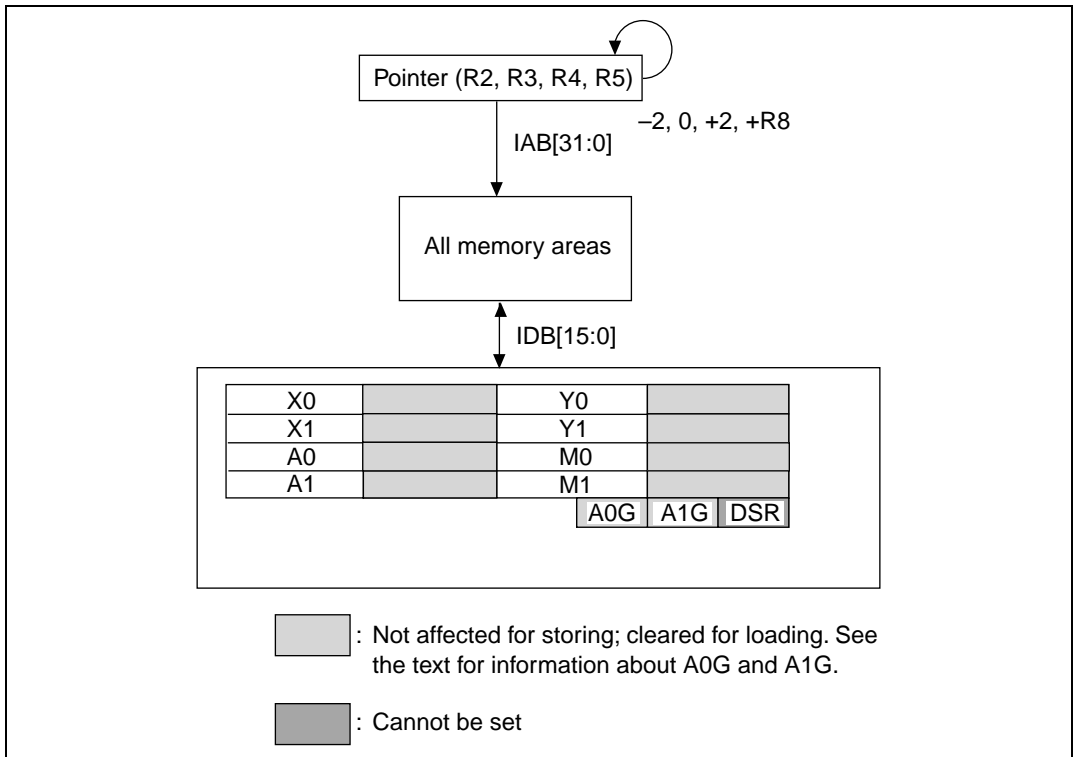 Pointer (R2, R3, R4, R5)
–2, 0, +2, +R8
IAB[31:0]
All memory areas
IDB[15:0]
X0 Y0
X1 Y1
A0 M0
A1 M1
A0G A1G DSR
: Not affected for storing; cleared for loading. See
the text for information about A0G and A1G.
: Cannot be set